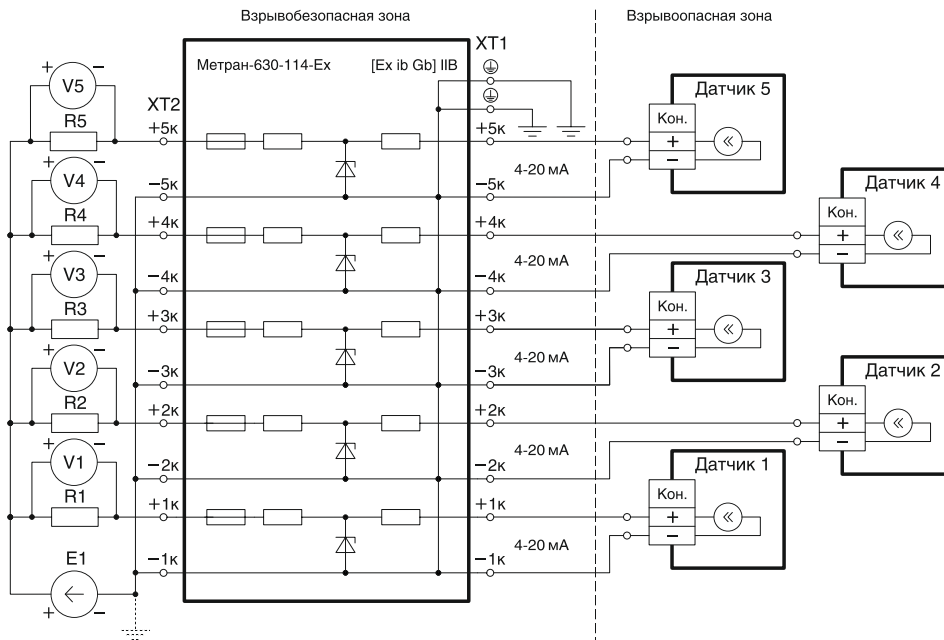 Взрывобезопасная зона
Взрывоопасная зона
Метран-630-114-Ex
[Ex ib Gb] IIB
XT1
XT2
+ V5 −
R5
+5к
+5к
4-20 мА
Датчик 5
Кон.
+
−
−5к
−5к
+ V4 −
R4
+4к
+4к
4-20 мА
Датчик 4
Кон.
+
−
−4к
−4к
+ V3 −
R3
+3к
+3к
4-20 мА
Датчик 3
Кон.
+
−
−3к
−3к
+ V2 −
R2
+2к
+2к
4-20 мА
Датчик 2
Кон.
+
−
−2к
−2к
+ V1 −
R1
+1к
+1к
4-20 мА
Датчик 1
Кон.
+
−
−1к
−1к
E1
+ −